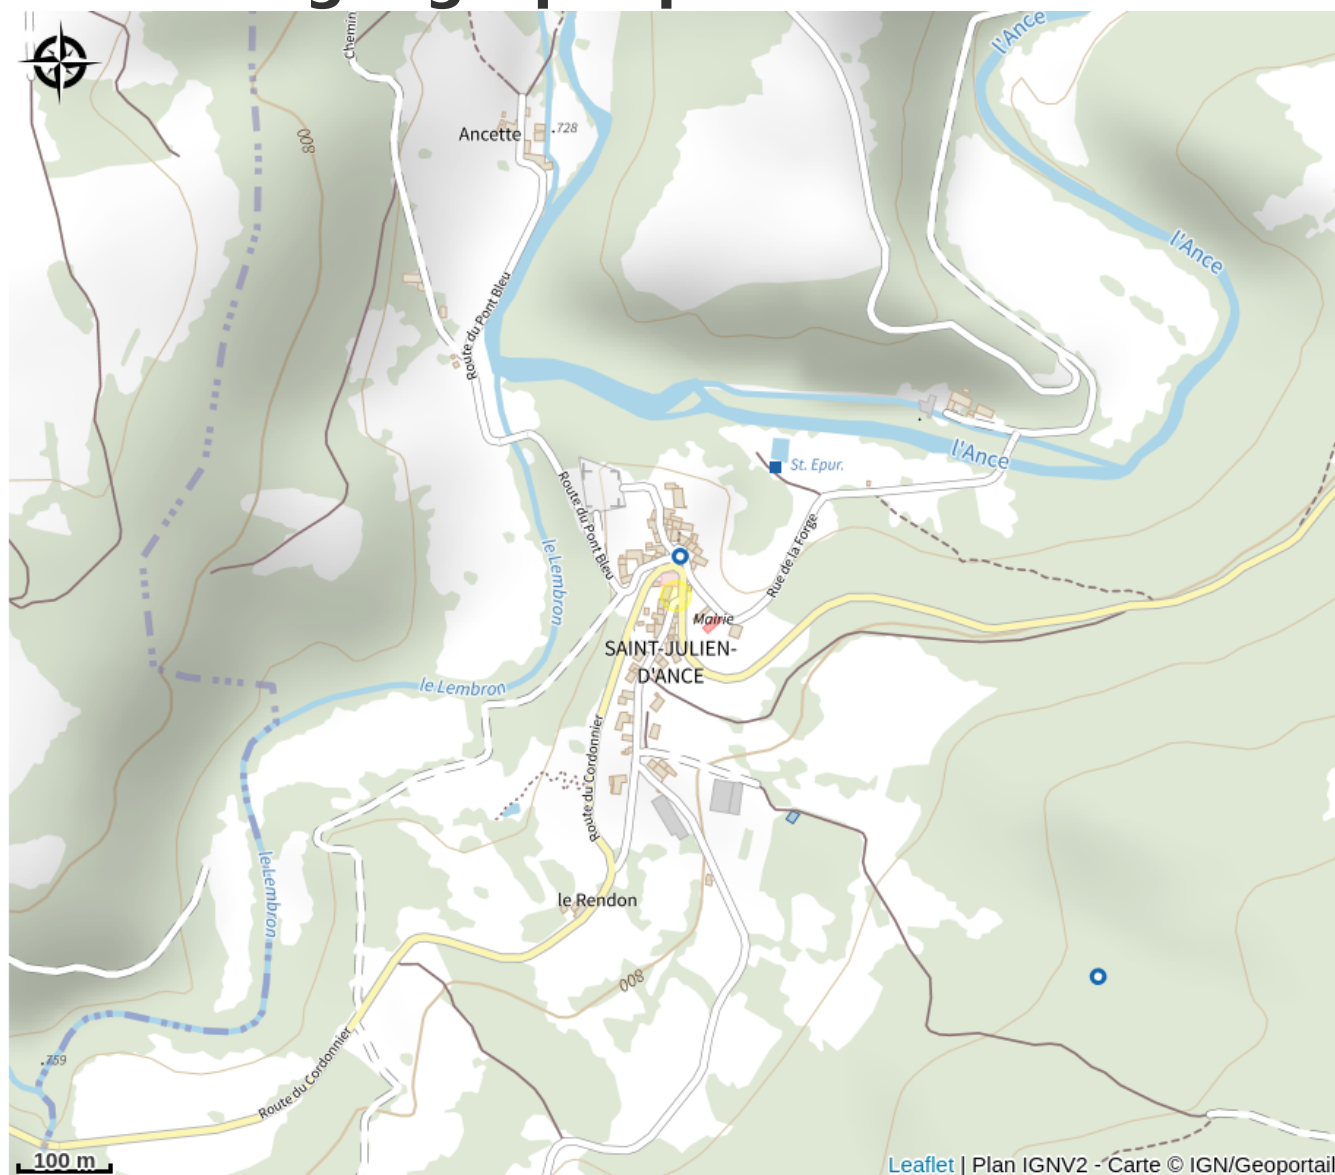 Chemin
l'Ance
Ancette
.728
800
l'Ance
Route du Pont Bleu
l'Ance
St. Epur.
Route du Pont Bleu
Rue de la Forge
le Lembron
Mairie
SAINT-JULIEN-
D'ANCE
le Lembron
Route du Cordonnier
le Lembron
le Rendon
800
Route du Cordonnier
.759
100 m
Leaflet | Plan IGNV2 - Carte © IGN/Geoportail